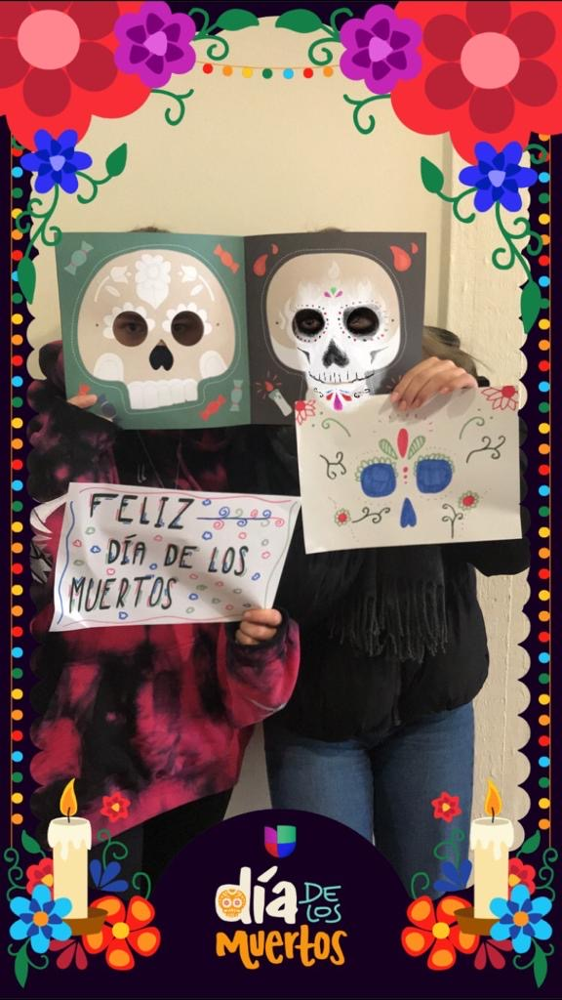 FELIZ
DÍA DE LOS
MUERTOS
día DE LOS
Muertos